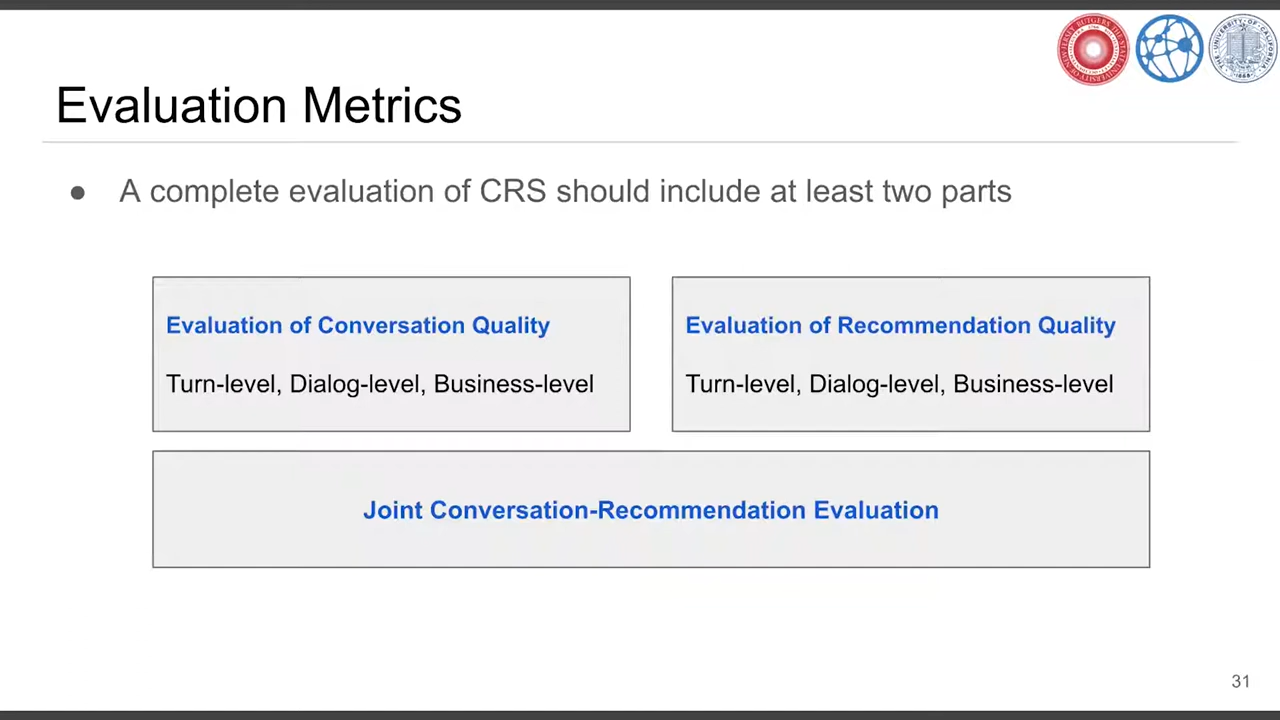 Evaluation Metrics
● A complete evaluation of CRS should include at least two parts
Evaluation of Conversation Quality
Turn-level, Dialog-level, Business-level
Evaluation of Recommendation Quality
Turn-level, Dialog-level, Business-level
Joint Conversation-Recommendation Evaluation
31